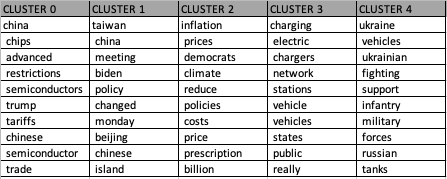 CLUSTER 0 CLUSTER 1 CLUSTER 2 CLUSTER 3 CLUSTER 4
china taiwan inflation charging ukraine
chips china prices electric vehicles
advanced meeting democrats chargers ukrainian
restrictions biden climate network fighting
semiconductors policy reduce stations support
trump changed policies vehicle infantry
tariffs monday costs vehicles military
chinese beijing price states forces
semiconductor chinese prescription public russian
trade island billion really tanks